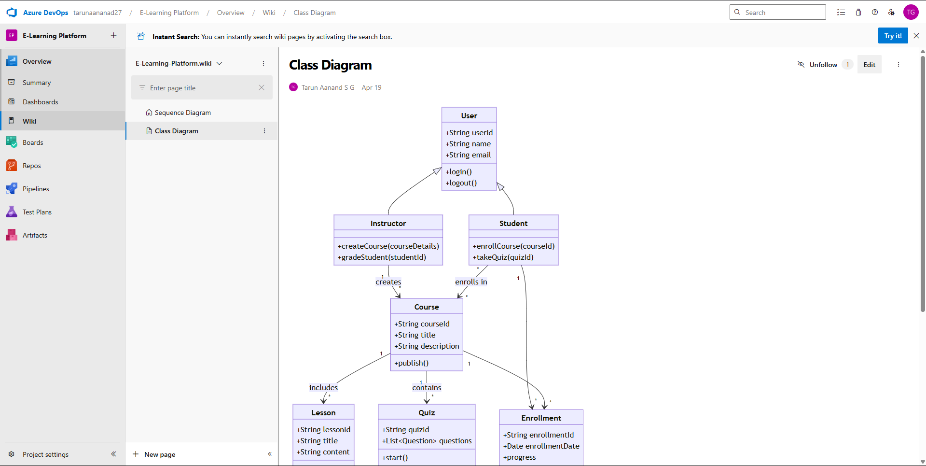 Azure DevOps tarunaananad27 / E-Learning Platform / Overview / Wiki / Class Diagram
Search
TG
EP E-Learning Platform
Instant Search: You can instantly search wiki pages by activating the search box.
Try it!
Overview
Summary
Dashboards
Wiki
Boards
Repos
Pipelines
Test Plans
Artifacts
Project settings
E-Learning-Platform.wiki
Enter page title
Sequence Diagram
Class Diagram
New page
Class Diagram
Unfollow 1
Edit
Tarun Aanand S G Apr 19
User
+String userId
+String name
+String email
+login()
+logout()
Instructor
+createCourse(courseDetails)
+gradeStudent(studentId)
Student
+enrollCourse(courseId)
+takeQuiz(quizId)
1
creates
*
*
enrolls in
*
1
Course
+String courseId
+String title
+String description
+publish()
1
includes
*
1
contains
*
1
*
*
Lesson
+String lessonId
+String title
+String content
Quiz
+String quizId
+List<Question> questions
+start()
Enrollment
+String enrollmentId
+Date enrollmentDate
+progress